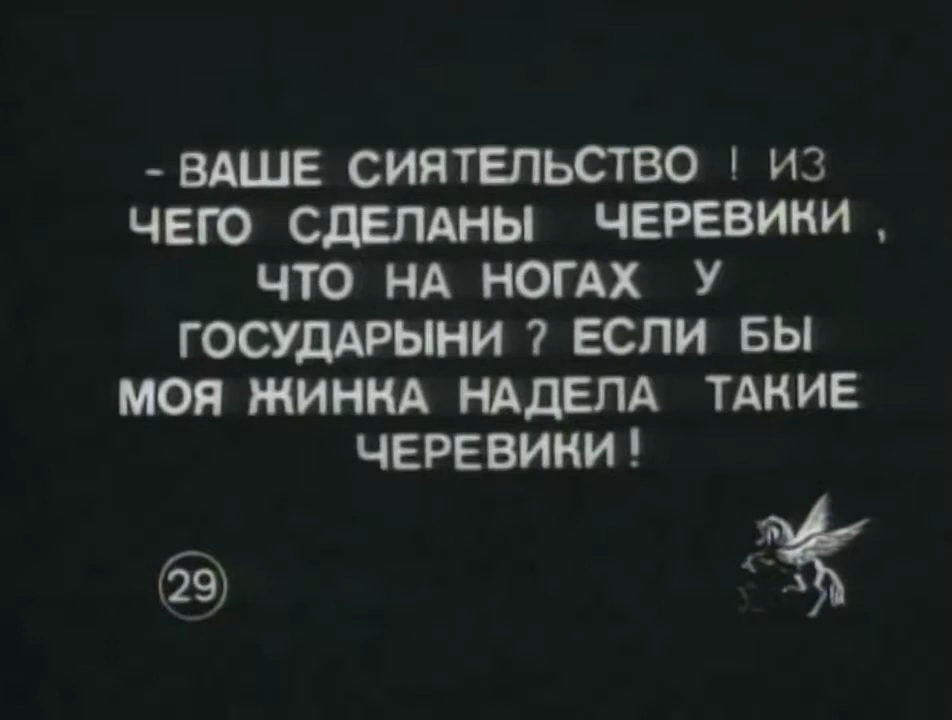 - ВАШЕ СИЯТЕЛЬСТВО ! ИЗ
ЧЕГО СДЕЛАНЫ ЧЕРЕВИКИ ,
ЧТО НА НОГАХ У
ГОСУДАРЫНИ ? ЕСЛИ БЫ
МОЯ ЖИНКА НАДЕЛА ТАКИЕ
ЧЕРЕВИКИ !
29